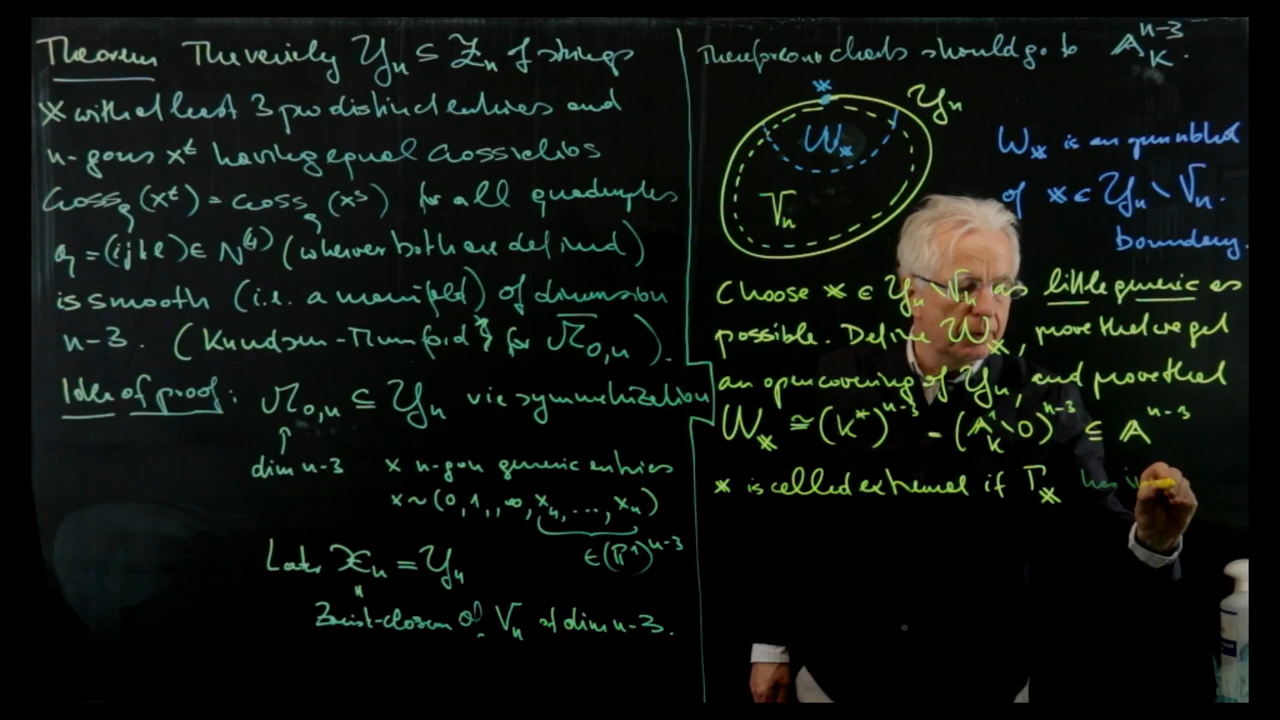 Theorem The variety Y_n ⊆ Z_n of strings
x with at least 3 pw distinct entries and
n-gons x^t having equal crossratios
cross_q (x^t) = cross_q (x^s) for all quadruples
q = (ijkl) ∈ N^(4) (wherever both are defined)
is smooth (i.e. a manifold) of dimension
n-3. (Knudsen-Mumford for M̄_{0,n}).
Idea of proof: M_{0,n} ⊆ Y_n via symmetrization
↑
dim n-3 x n-gon generic entries
x ~ (0,1,∞,x_4,...,x_n)
∈ (P^1)^{n-3}
Later X_n = Y_n
"
Zariski-closure of V_n of dim n-3.
Therefore our charts should go to A_K^{n-3}.
x
Y_n
W_x
V_n
W_x is an open nbhd
of x ∈ Y_n \ V_n.
boundary.
Choose x ∈ Y_n \ V_n as little generic as
possible. Define W_x, prove that we get
an open covering of Y_n, and prove that
W_x ≅ (K*)^{n-3} = (A_K^1 \ 0)^{n-3} ⊆ A^{n-3}
x is called extremal if Γ_x has